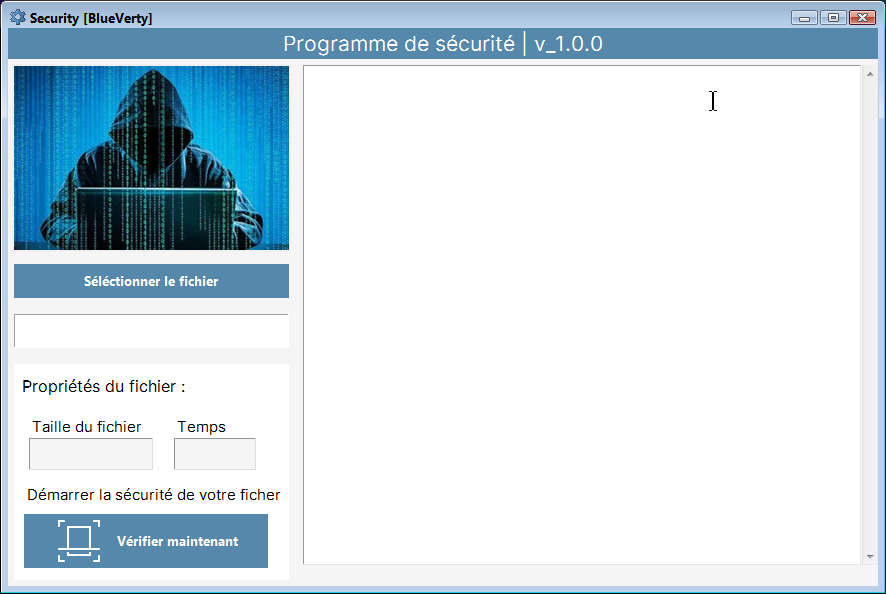 Security [BlueVerty]
Programme de sécurité | v_1.0.0
Séléctionner le fichier
Propriétés du fichier :
Taille du fichier Temps
Démarrer la sécurité de votre ficher
Vérifier maintenant